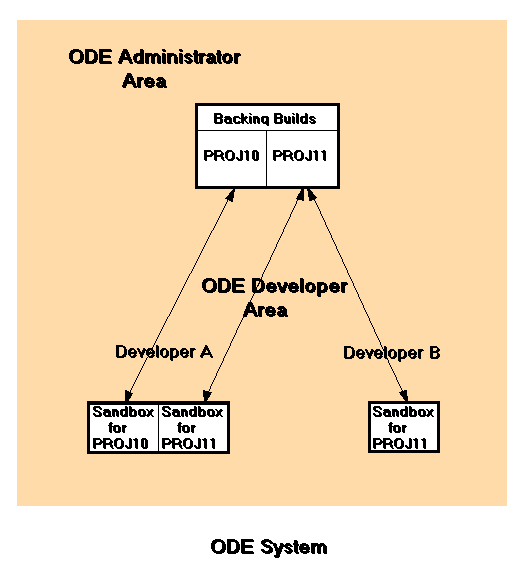 ODE Administrator
Area
Backing Builds
PROJ10 PROJ11
ODE Developer
Area
Developer A
Developer B
Sandbox
for
PROJ10
Sandbox
for
PROJ11
Sandbox
for
PROJ11
ODE System